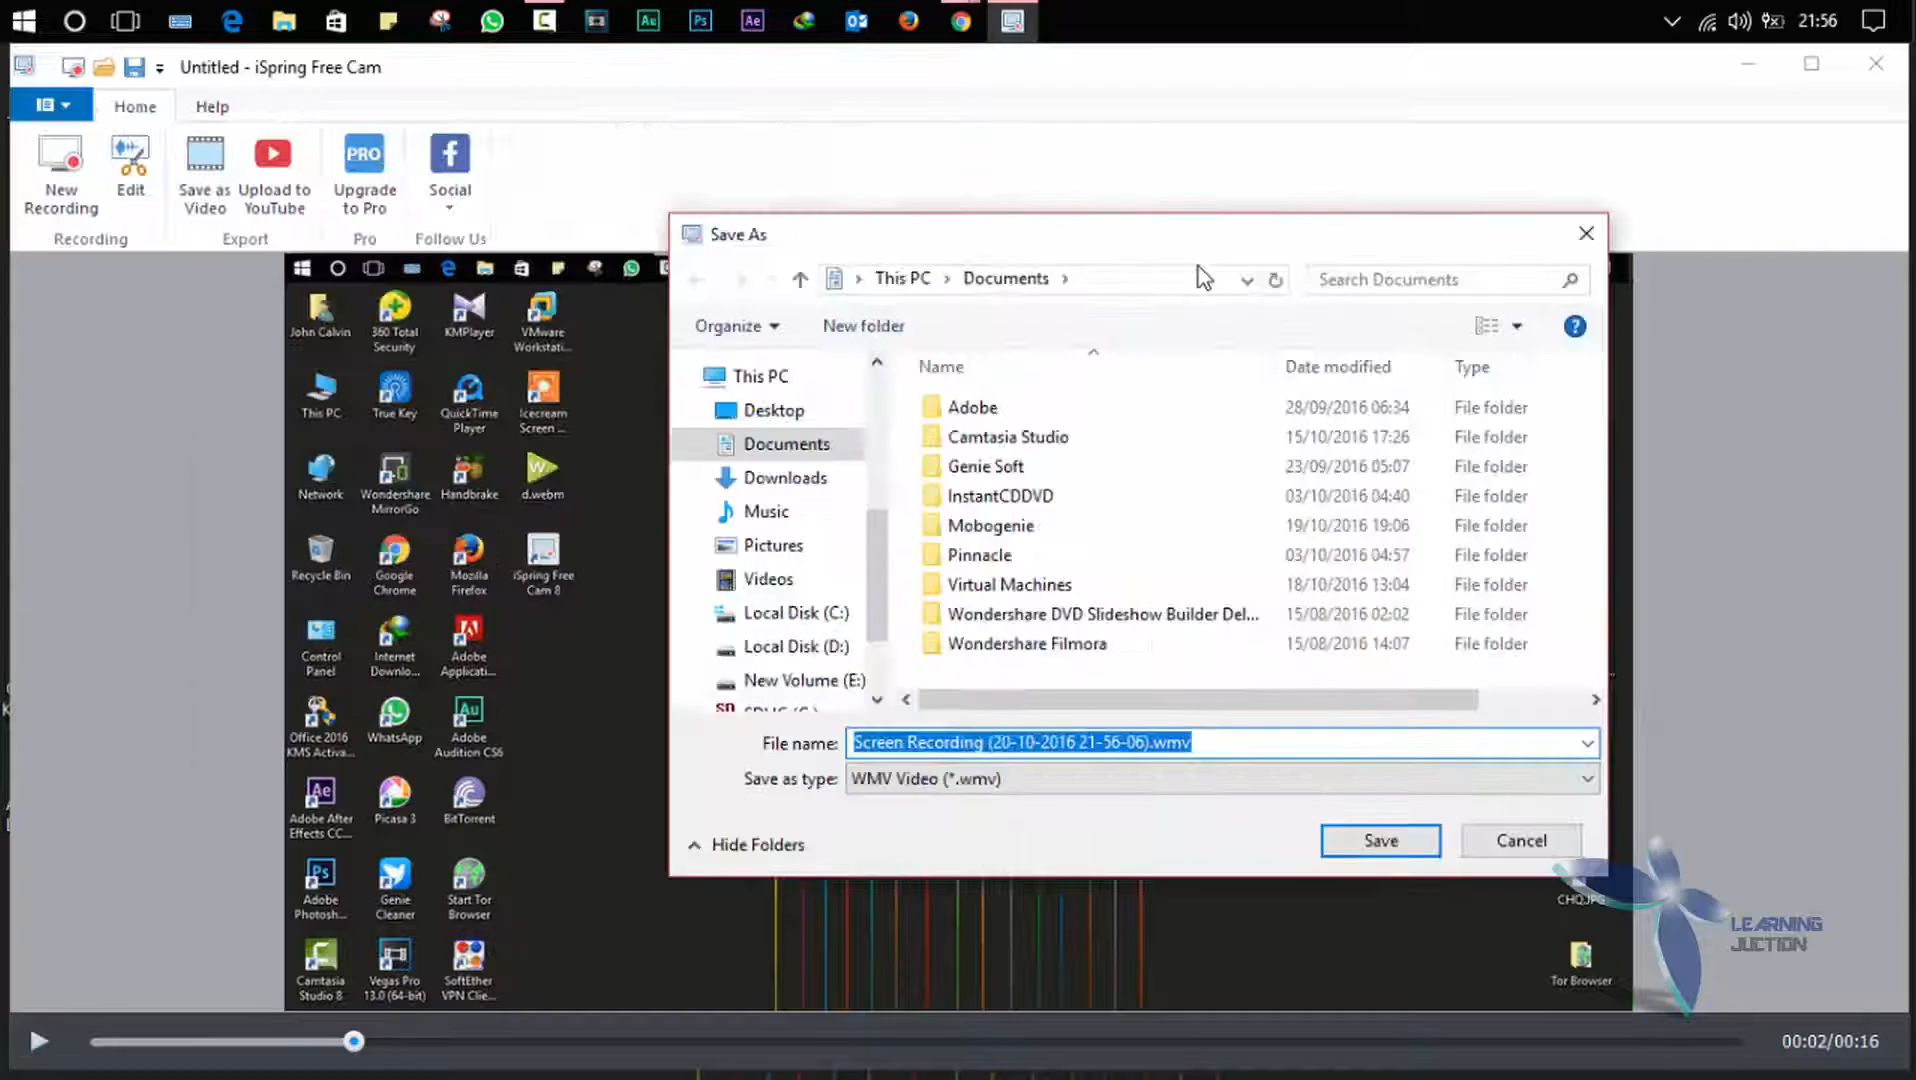 21:56
Untitled - iSpring Free Cam
Home
Help
New Recording
Edit
Save as Video
Upload to YouTube
PRO
Upgrade to Pro
Social
Recording
Export
Pro
Follow Us
Save As
This PC
Documents
Search Documents
Organize
New folder
This PC
Desktop
Documents
Downloads
Music
Pictures
Videos
Local Disk (C:)
Local Disk (D:)
New Volume (E:)
Name
Date modified
Type
Adobe 28/09/2016 06:34 File folder
Camtasia Studio 15/10/2016 17:26 File folder
Genie Soft 23/09/2016 05:07 File folder
InstantCDDVD 03/10/2016 04:40 File folder
Mobogenie 19/10/2016 19:06 File folder
Pinnacle 03/10/2016 04:57 File folder
Virtual Machines 18/10/2016 13:04 File folder
Wondershare DVD Slideshow Builder Del... 15/08/2016 02:02 File folder
Wondershare Filmora 15/08/2016 14:07 File folder
File name: Screen Recording (20-10-2016 21-56-06).wmv
Save as type: WMV Video (*.wmv)
Hide Folders
Save
Cancel
John Calvin
360 Total Security
KMPlayer
VMware Workstati...
This PC
True Key
QuickTime Player
Icecream Screen ...
Network
Wondershare MirrorGo
Handbrake
d.webm
Recycle Bin
Google Chrome
Mozilla Firefox
iSpring Free Cam 8
Control Panel
Internet Downlo...
Adobe Applicati...
Office 2016 KMS Activa...
WhatsApp
Adobe Audition CS6
Adobe After Effects CC...
Picasa 3
BitTorrent
Adobe Photosh...
Genie Cleaner
Start Tor Browser
Camtasia Studio 8
Vegas Pro 13.0 (64-bit)
SoftEther VPN Clie...
CHQ.JPG
Tor Browser
LEARNING
JUCTION
00:02/00:16